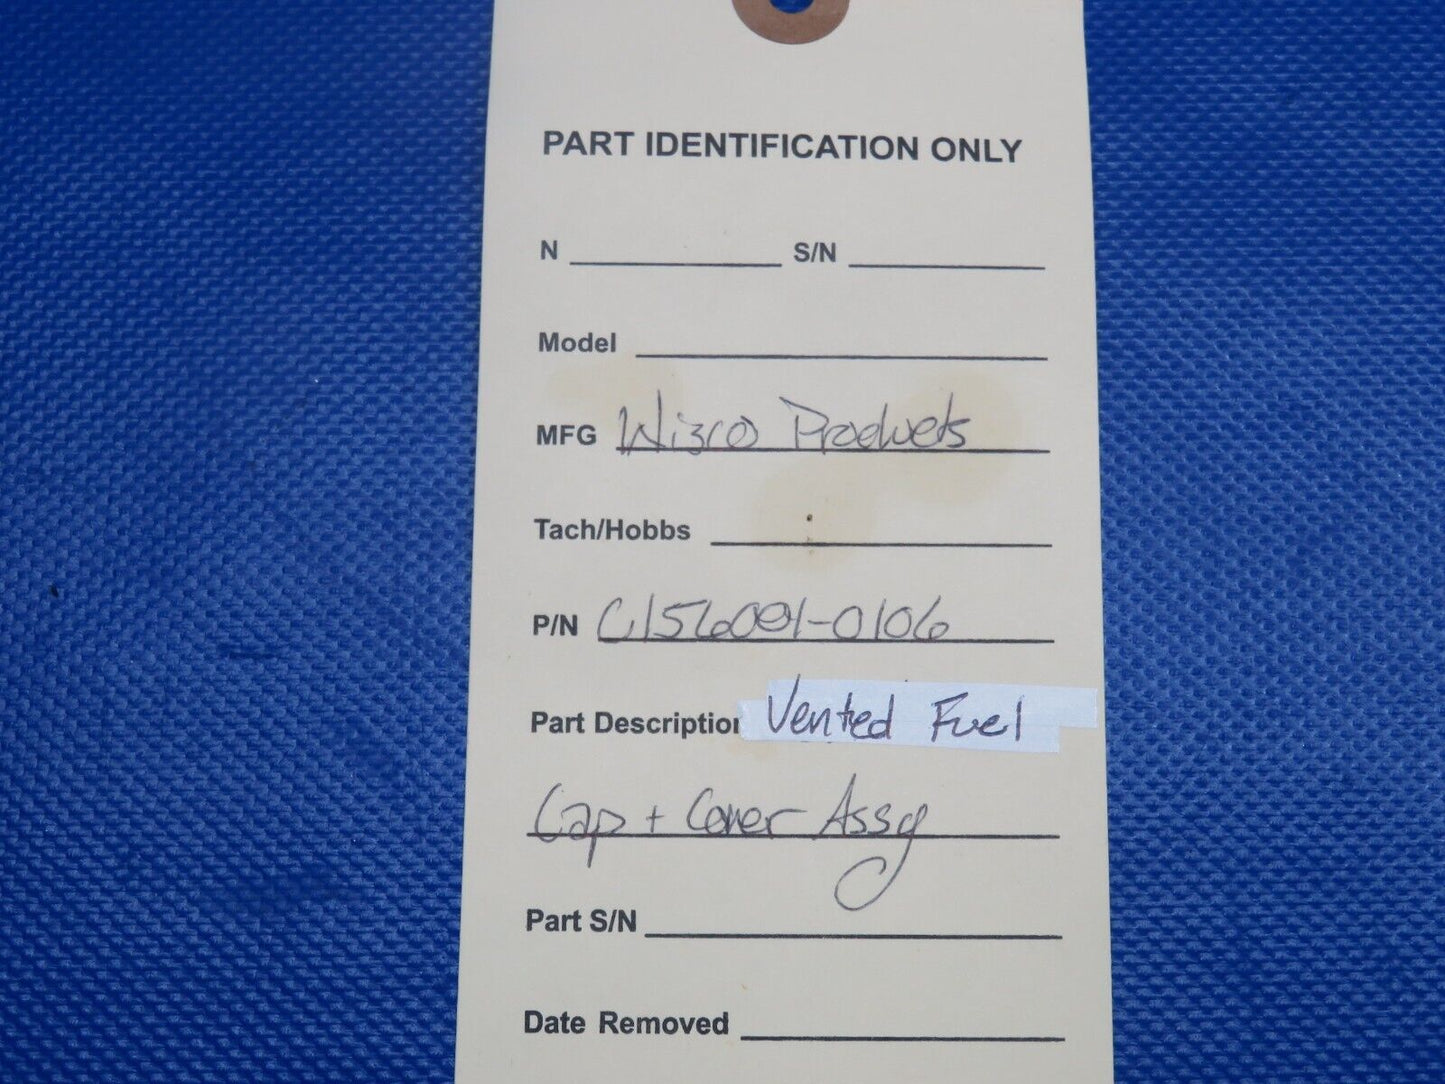 PART IDENTIFICATION ONLY
N S/N
Model
MFG Wizco Products
Tach/Hobbs
P/N C156001-0106
Part Description Vented Fuel
Cap + Cover Assy
Part S/N
Date Removed